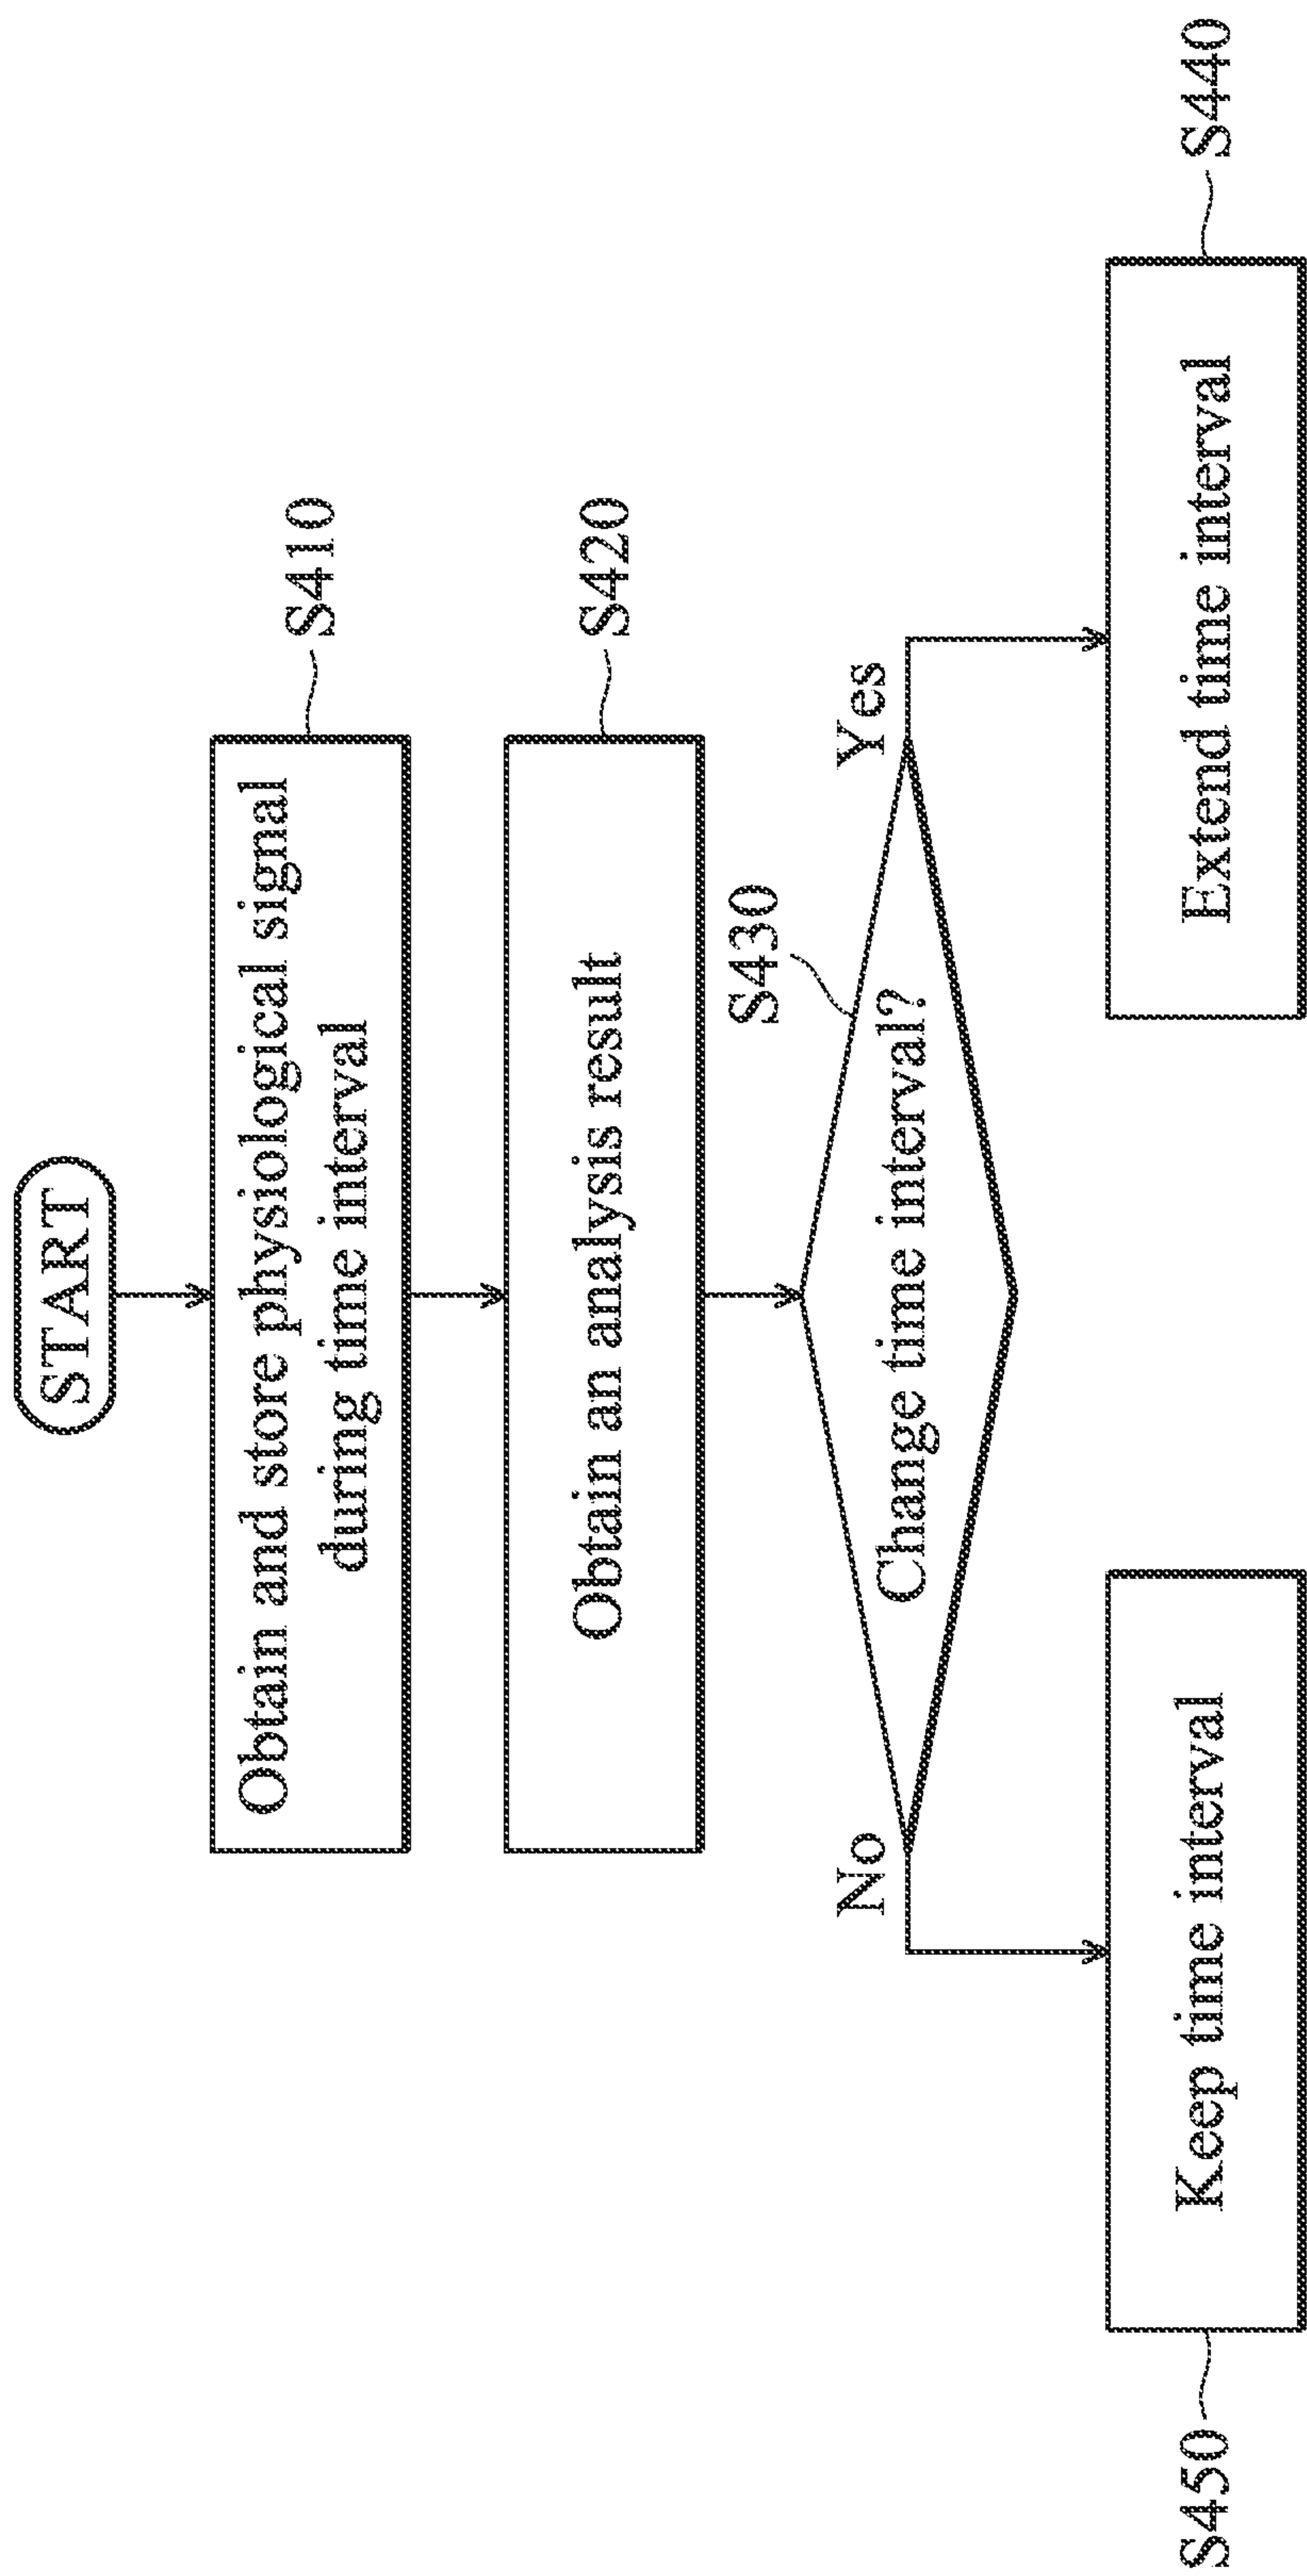 START
Obtain and store physiological signal
during time interval
S410
Obtain an analysis result
S420
S430
Change time interval?
No
Yes
S450
Keep time interval
Extend time interval
S440